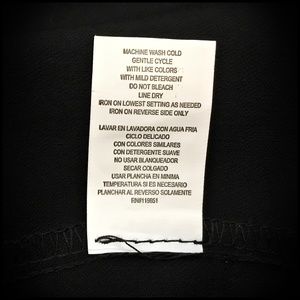 MACHINE WASH COLD
GENTLE CYCLE
WITH LIKE COLORS
WITH MILD DETERGENT
DO NOT BLEACH
LINE DRY
IRON ON LOWEST SETTING AS NEEDED
IRON ON REVERSE SIDE ONLY
LAVAR EN LAVADORA CON AGUA FRIA
CICLO DELICADO
CON COLORES SIMILARES
CON DETERGENTE SUAVE
NO USAR BLANQUEADOR
SECAR COLGADO
USAR PLANCHA EN MINIMA
TEMPERATURA SI ES NECESARIO
PLANCHAR AL REVERSO SOLAMENTE
RN#119851